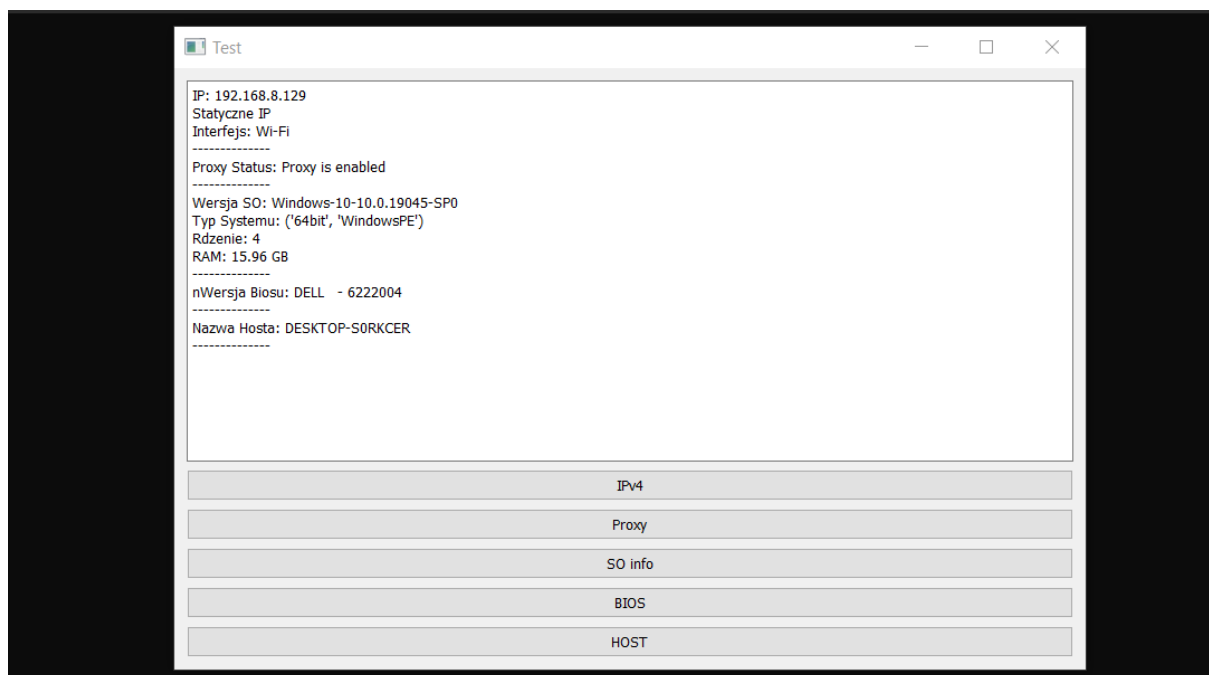 Test
IP: 192.168.8.129
Statyczne IP
Interfejs: Wi-Fi
--------------
Proxy Status: Proxy is enabled
--------------
Wersja SO: Windows-10-10.0.19045-SP0
Typ Systemu: ('64bit', 'WindowsPE')
Rdzenie: 4
RAM: 15.96 GB
--------------
nWersja Biosu: DELL   - 6222004
--------------
Nazwa Hosta: DESKTOP-S0RKCER
--------------
IPv4
Proxy
SO info
BIOS
HOST